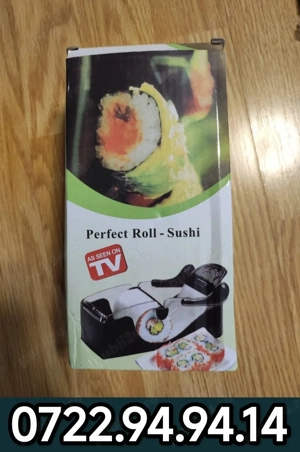 Perfect Roll - Sushi
AS SEEN ON
TV
0722.94.94.14